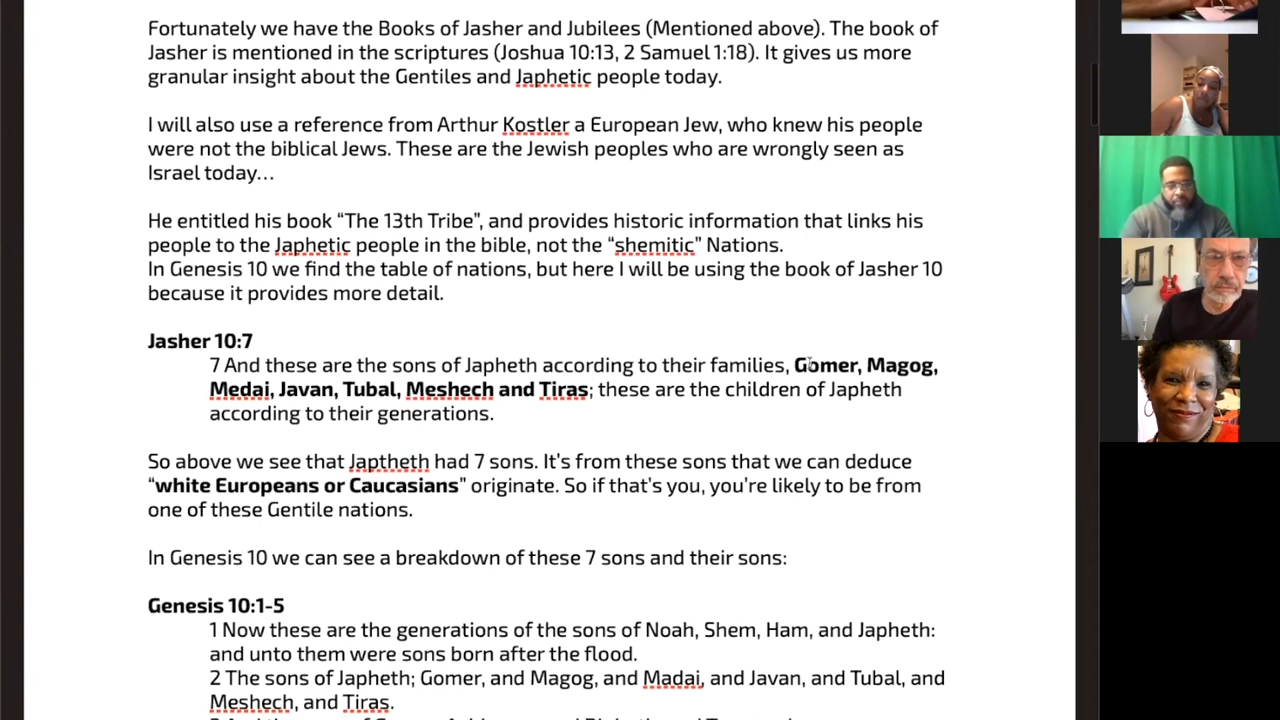 Fortunately we have the Books of Jasher and Jubilees (Mentioned above). The book of
Jasher is mentioned in the scriptures (Joshua 10:13, 2 Samuel 1:18). It gives us more
granular insight about the Gentiles and Japhetic people today.
I will also use a reference from Arthur Kostler a European Jew, who knew his people
were not the biblical Jews. These are the Jewish peoples who are wrongly seen as
Israel today…
He entitled his book “The 13th Tribe”, and provides historic information that links his
people to the Japhetic people in the bible, not the “shemitic” Nations.
In Genesis 10 we find the table of nations, but here I will be using the book of Jasher 10
because it provides more detail.
Jasher 10:7
7 And these are the sons of Japheth according to their families, Gomer, Magog,
Medai, Javan, Tubal, Meshech and Tiras; these are the children of Japheth
according to their generations.
So above we see that Japtheth had 7 sons. It’s from these sons that we can deduce
“white Europeans or Caucasians” originate. So if that’s you, you’re likely to be from
one of these Gentile nations.
In Genesis 10 we can see a breakdown of these 7 sons and their sons:
Genesis 10:1-5
1 Now these are the generations of the sons of Noah, Shem, Ham, and Japheth:
and unto them were sons born after the flood.
2 The sons of Japheth; Gomer, and Magog, and Madai, and Javan, and Tubal, and
Meshech, and Tiras.